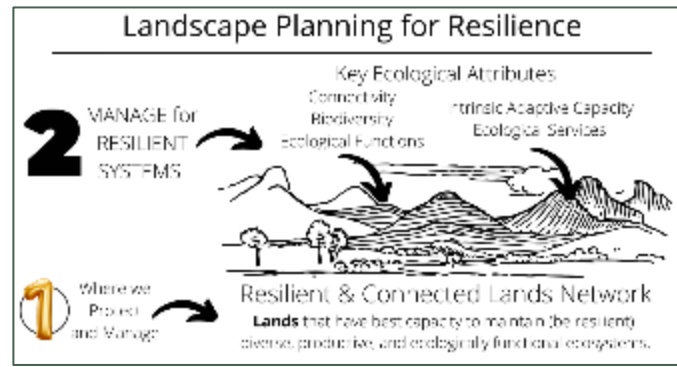 Landscape Planning for Resilience
Key Ecological Attributes
Connectivity
Biodiversity
Ecological Functions
Intrinsic Adaptive Capacity
Ecological Services
2
MANAGE for
RESILIENT
SYSTEMS
1
Where we
Protect
and Manage
Resilient & Connected Lands Network
Lands that have best capacity to maintain (be resilient)
diverse, productive, and ecologically functional ecosystems.